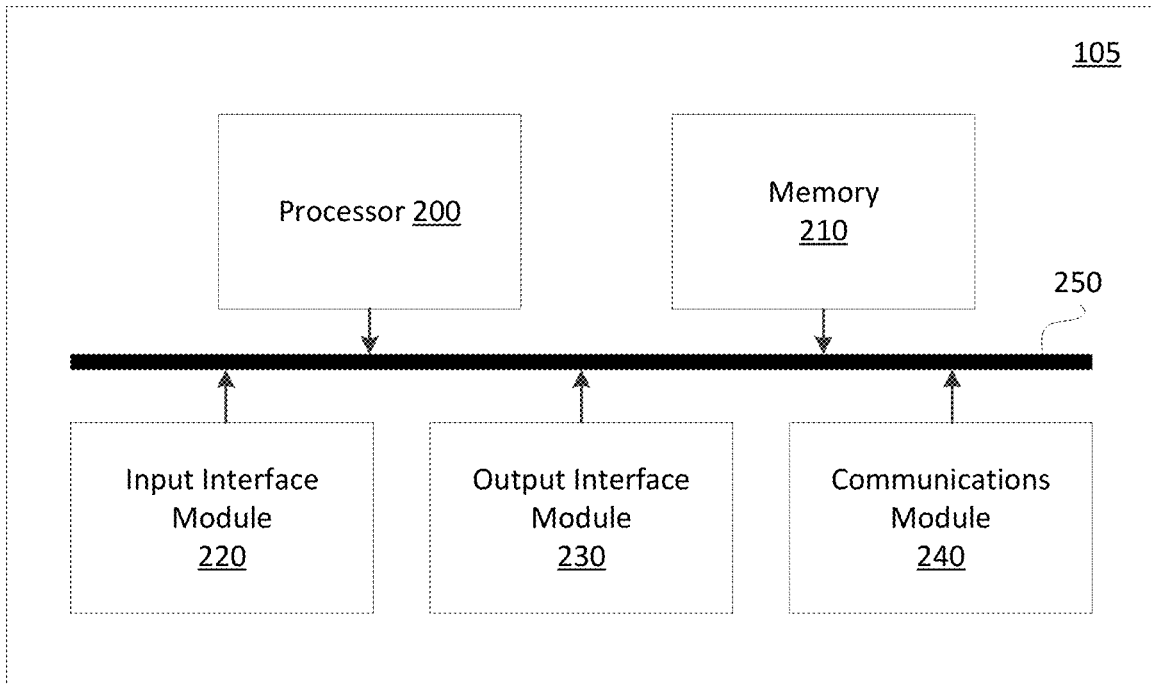 105
Processor 200
Memory
210
250
Input Interface
Module
220
Output Interface
Module
230
Communications
Module
240